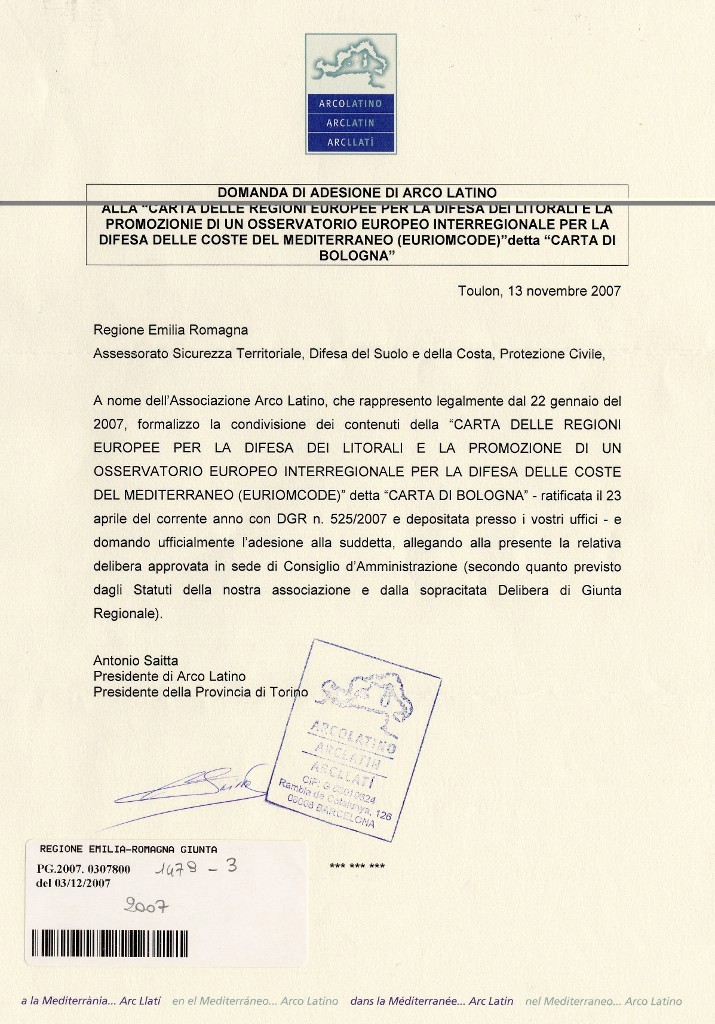 ARCOLATINO
ARCLATIN
ARCLLATÍ
DOMANDA DI ADESIONE DI ARCO LATINO
ALLA “CARTA DELLE REGIONI EUROPEE PER LA DIFESA DEI LITORALI E LA
PROMOZIONIE DI UN OSSERVATORIO EUROPEO INTERREGIONALE PER LA
DIFESA DELLE COSTE DEL MEDITERRANEO (EURIOMCODE)”detta “CARTA DI
BOLOGNA”
Toulon, 13 novembre 2007
Regione Emilia Romagna
Assessorato Sicurezza Territoriale, Difesa del Suolo e della Costa, Protezione Civile,
A nome dell’Associazione Arco Latino, che rappresento legalmente dal 22 gennaio del
2007, formalizzo la condivisione dei contenuti della “CARTA DELLE REGIONI
EUROPEE PER LA DIFESA DEI LITORALI E LA PROMOZIONE DI UN
OSSERVATORIO EUROPEO INTERREGIONALE PER LA DIFESA DELLE COSTE
DEL MEDITERRANEO (EURIOMCODE)” detta “CARTA DI BOLOGNA” - ratificata il 23
aprile del corrente anno con DGR n. 525/2007 e depositata presso i vostri uffici - e
domando ufficialmente l’adesione alla suddetta, allegando alla presente la relativa
delibera approvata in sede di Consiglio d’Amministrazione (secondo quanto previsto
dagli Statuti della nostra associazione e dalla sopracitata Delibera di Giunta
Regionale).
Antonio Saitta
Presidente di Arco Latino
Presidente della Provincia di Torino
ARCOLATINO
ARCLATIN
ARCLLATÍ
Rambla de Catalunya, 126
08008 BARCELONA
REGIONE EMILIA-ROMAGNA GIUNTA
PG.2007. 0307800 1479 - 3
del 03/12/2007
2007
*** *** ***
a la Mediterrània... Arc Llatí en el Mediterráneo... Arco Latino dans la Méditerranée... Arc Latin nel Mediterraneo... Arco Latino